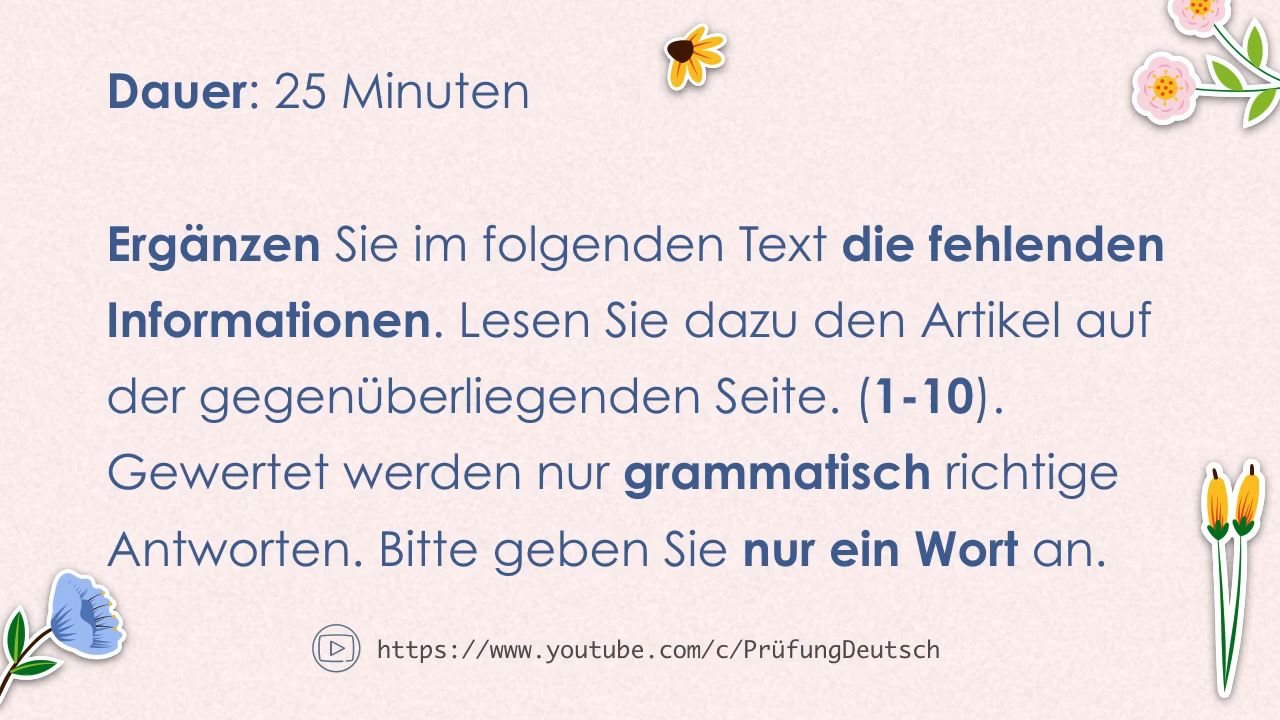 Dauer: 25 Minuten
Ergänzen Sie im folgenden Text die fehlenden
Informationen. Lesen Sie dazu den Artikel auf
der gegenüberliegenden Seite. (1-10).
Gewertet werden nur grammatisch richtige
Antworten. Bitte geben Sie nur ein Wort an.
https://www.youtube.com/c/PrüfungDeutsch